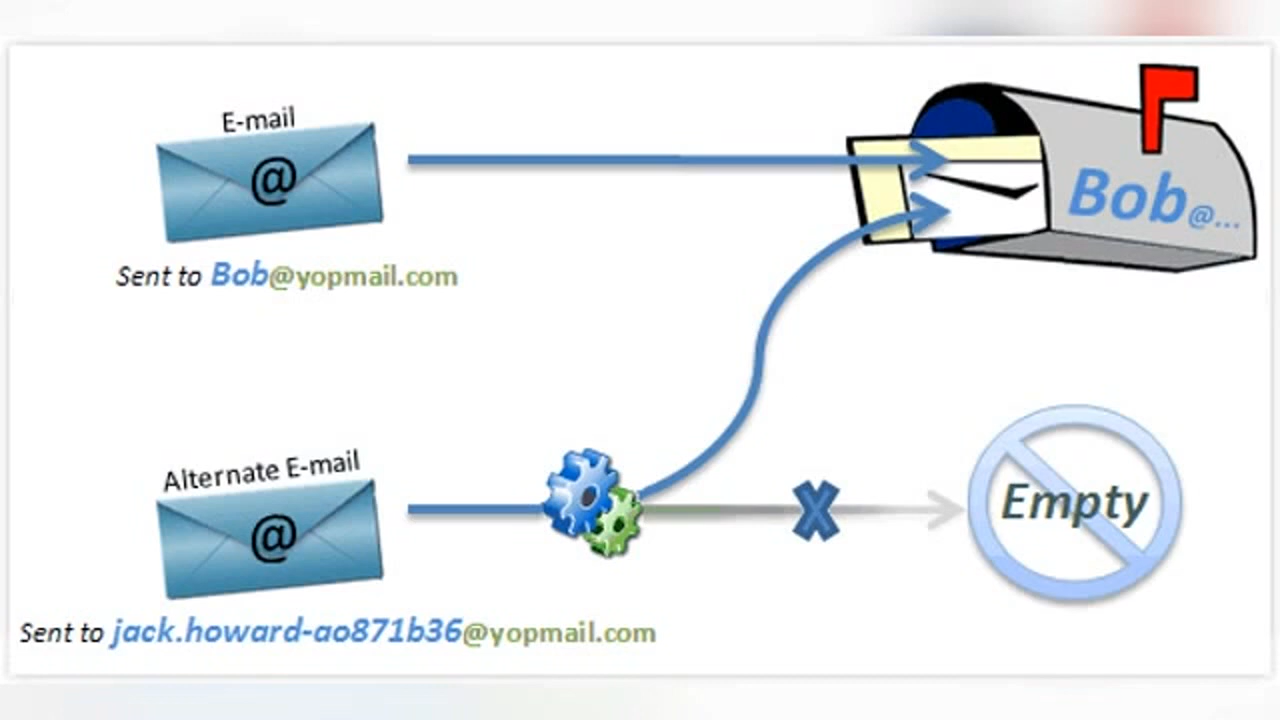 E-mail
@
Sent to Bob@yopmail.com
Bob@...
Alternate E-mail
@
X
Empty
Sent to jack.howard-ao871b36@yopmail.com